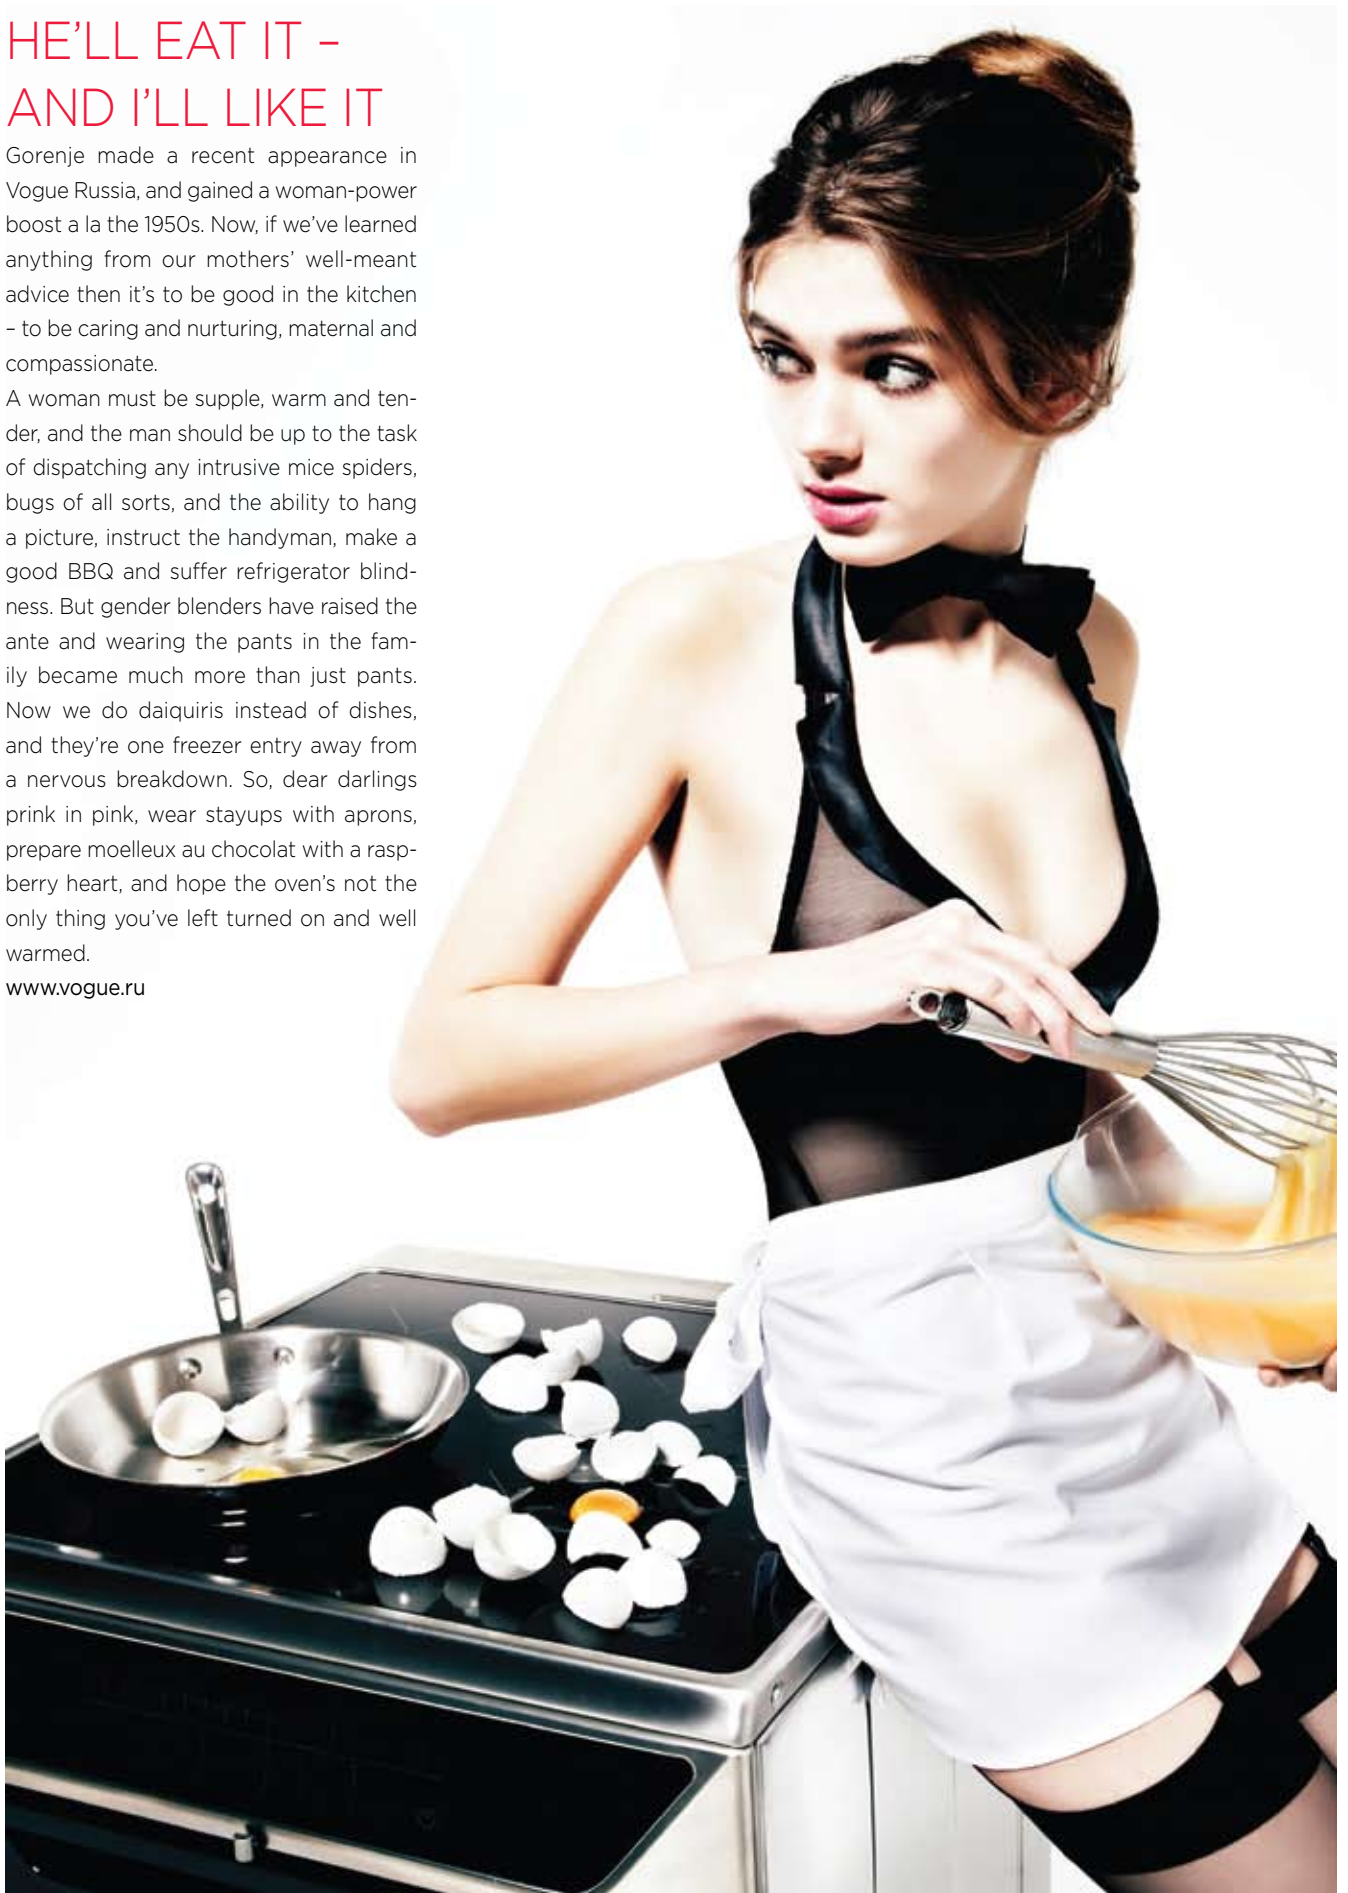 HE’LL EAT IT –
AND I’LL LIKE IT
Gorenje made a recent appearance in
Vogue Russia, and gained a woman-power
boost a la the 1950s. Now, if we’ve learned
anything from our mothers’ well-meant
advice then it’s to be good in the kitchen
– to be caring and nurturing, maternal and
compassionate.
A woman must be supple, warm and ten-
der, and the man should be up to the task
of dispatching any intrusive mice spiders,
bugs of all sorts, and the ability to hang
a picture, instruct the handyman, make a
good BBQ and suffer refrigerator blind-
ness. But gender blenders have raised the
ante and wearing the pants in the fam-
ily became much more than just pants.
Now we do daiquiris instead of dishes,
and they’re one freezer entry away from
a nervous breakdown. So, dear darlings
prink in pink, wear stayups with aprons,
prepare moelleux au chocolat with a rasp-
berry heart, and hope the oven’s not the
only thing you’ve left turned on and well
warmed.
www.vogue.ru